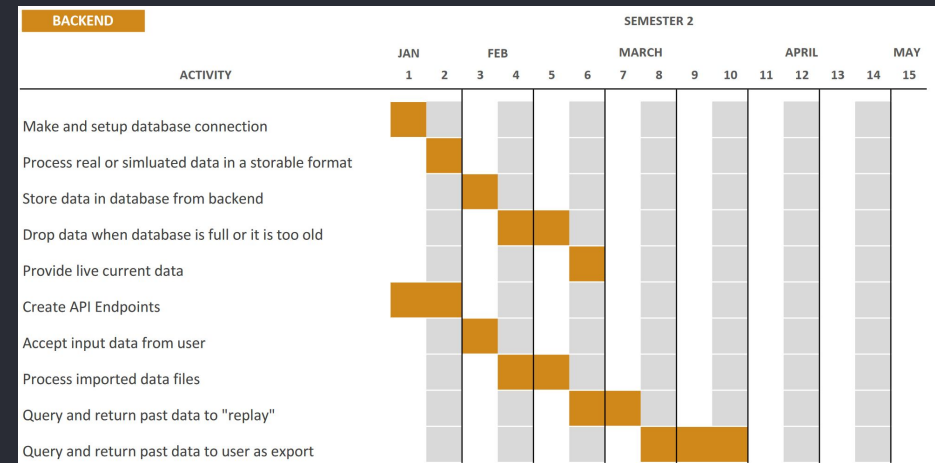 BACKEND SEMESTER 2
JAN FEB MARCH APRIL MAY
ACTIVITY 1 2 3 4 5 6 7 8 9 10 11 12 13 14 15
Make and setup database connection
Process real or simluated data in a storable format
Store data in database from backend
Drop data when database is full or it is too old
Provide live current data
Create API Endpoints
Accept input data from user
Process imported data files
Query and return past data to "replay"
Query and return past data to user as export